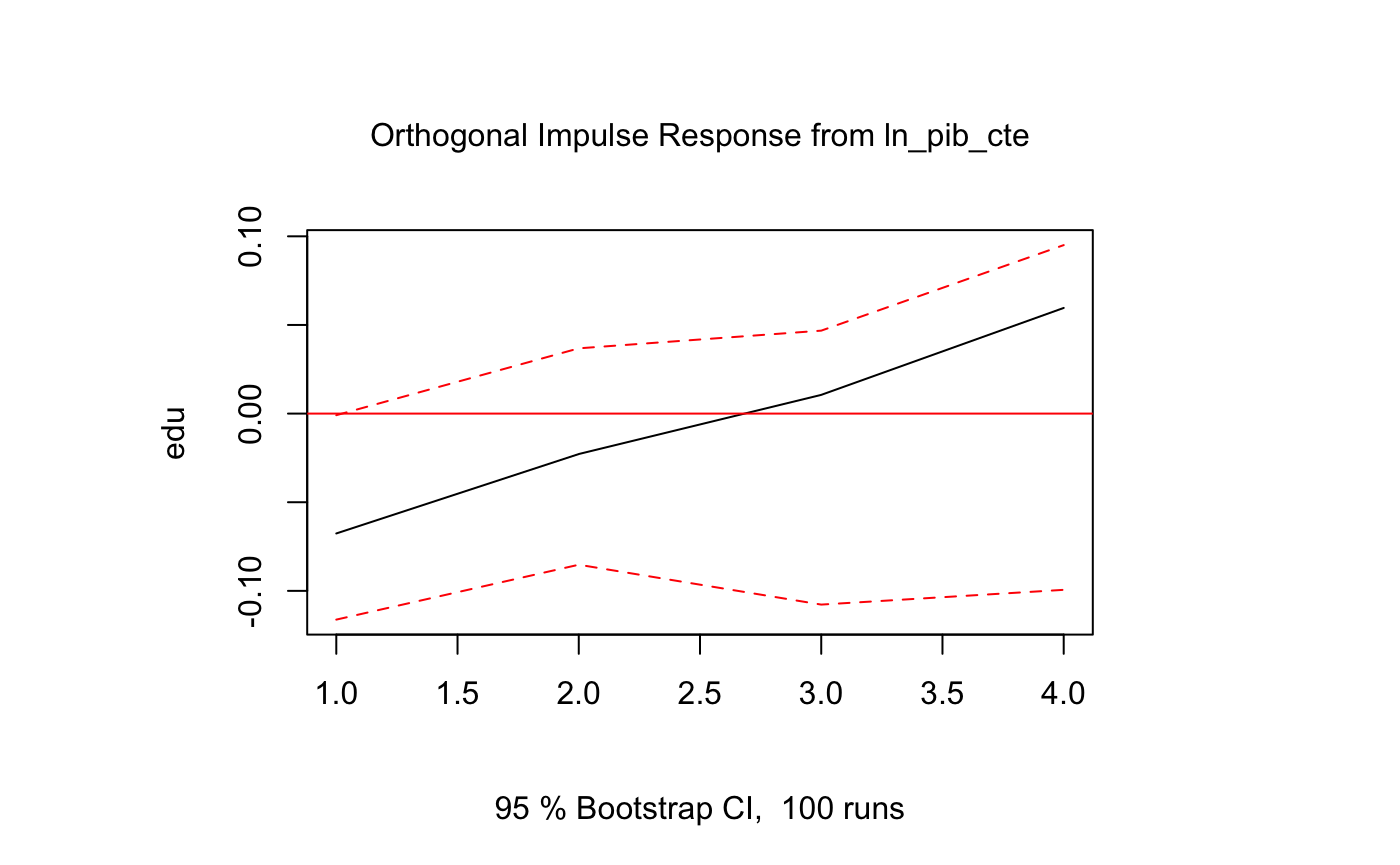 Orthogonal Impulse Response from ln_pib_cte
edu
0.10
0.00
-0.10
1.0 1.5 2.0 2.5 3.0 3.5 4.0
95 % Bootstrap CI,  100 runs